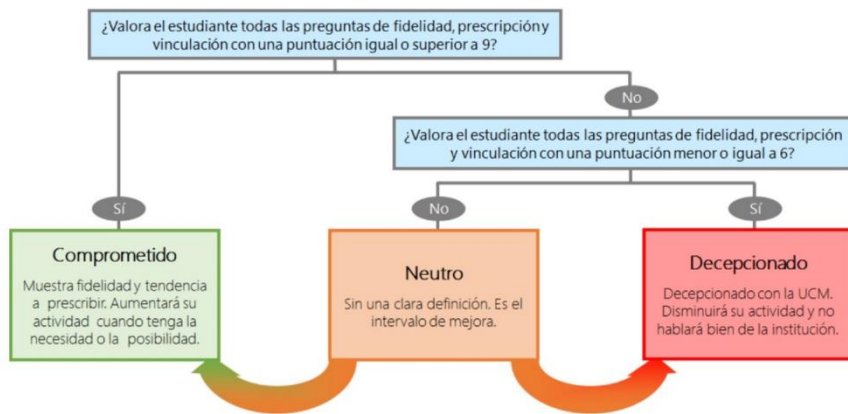 ¿Valora el estudiante todas las preguntas de fidelidad, prescripción y
vinculación con una puntuación igual o superior a 9?
No
¿Valora el estudiante todas las preguntas de fidelidad, prescripción
y vinculación con una puntuación menor o igual a 6?
Sí
No
Sí
Comprometido
Muestra fidelidad y tendencia
a prescribir. Aumentará su
actividad cuando tenga la
necesidad o la posibilidad.
Neutro
Sin una clara definición. Es el
intervalo de mejora.
Decepcionado
Decepcionado con la UCM.
Disminuirá su actividad y no
hablará bien de la institución.